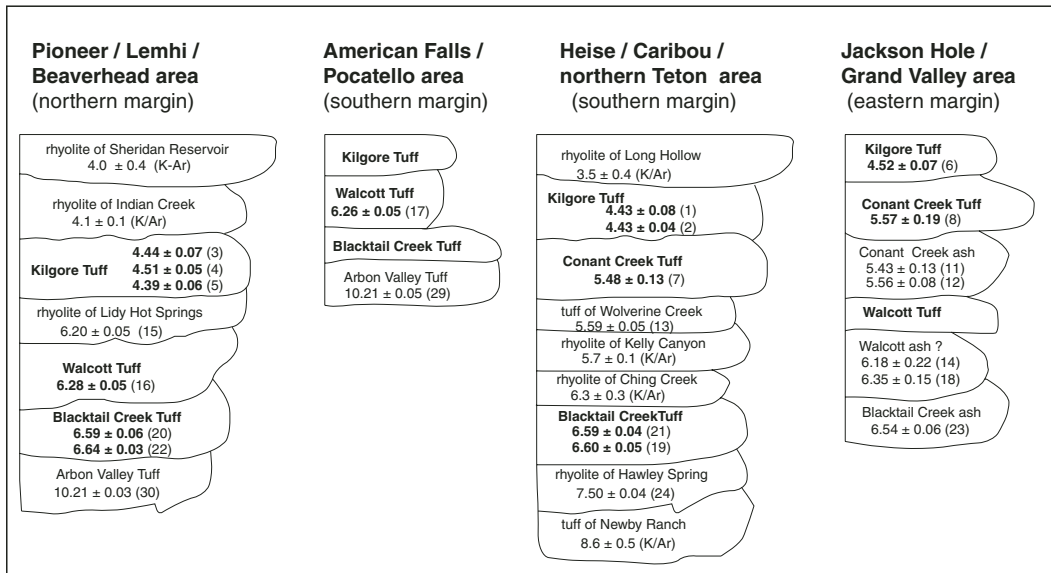 Pioneer / Lemhi /
Beaverhead area
(northern margin)
rhyolite of Sheridan Reservoir
4.0 ± 0.4 (K-Ar)
rhyolite of Indian Creek
4.1 ± 0.1 (K/Ar)
4.44 ± 0.07 (3)
Kilgore Tuff 4.51 ± 0.05 (4)
4.39 ± 0.06 (5)
rhyolite of Lidy Hot Springs
6.20 ± 0.05 (15)
Walcott Tuff
6.28 ± 0.05 (16)
Blacktail Creek Tuff
6.59 ± 0.06 (20)
6.64 ± 0.03 (22)
Arbon Valley Tuff
10.21 ± 0.03 (30)
American Falls /
Pocatello area
(southern margin)
Kilgore Tuff
Walcott Tuff
6.26 ± 0.05 (17)
Blacktail Creek Tuff
Arbon Valley Tuff
10.21 ± 0.05 (29)
Heise / Caribou /
northern Teton area
(southern margin)
rhyolite of Long Hollow
3.5 ± 0.4 (K/Ar)
Kilgore Tuff
4.43 ± 0.08 (1)
4.43 ± 0.04 (2)
Conant Creek Tuff
5.48 ± 0.13 (7)
tuff of Wolverine Creek
5.59 ± 0.05 (13)
rhyolite of Kelly Canyon
5.7 ± 0.1 (K/Ar)
rhyolite of Ching Creek
6.3 ± 0.3 (K/Ar)
Blacktail CreekTuff
6.59 ± 0.04 (21)
6.60 ± 0.05 (19)
rhyolite of Hawley Spring
7.50 ± 0.04 (24)
tuff of Newby Ranch
8.6 ± 0.5 (K/Ar)
Jackson Hole /
Grand Valley area
(eastern margin)
Kilgore Tuff
4.52 ± 0.07 (6)
Conant Creek Tuff
5.57 ± 0.19 (8)
Conant Creek ash
5.43 ± 0.13 (11)
5.56 ± 0.08 (12)
Walcott Tuff
Walcott ash ?
6.18 ± 0.22 (14)
6.35 ± 0.15 (18)
Blacktail Creek ash
6.54 ± 0.06 (23)